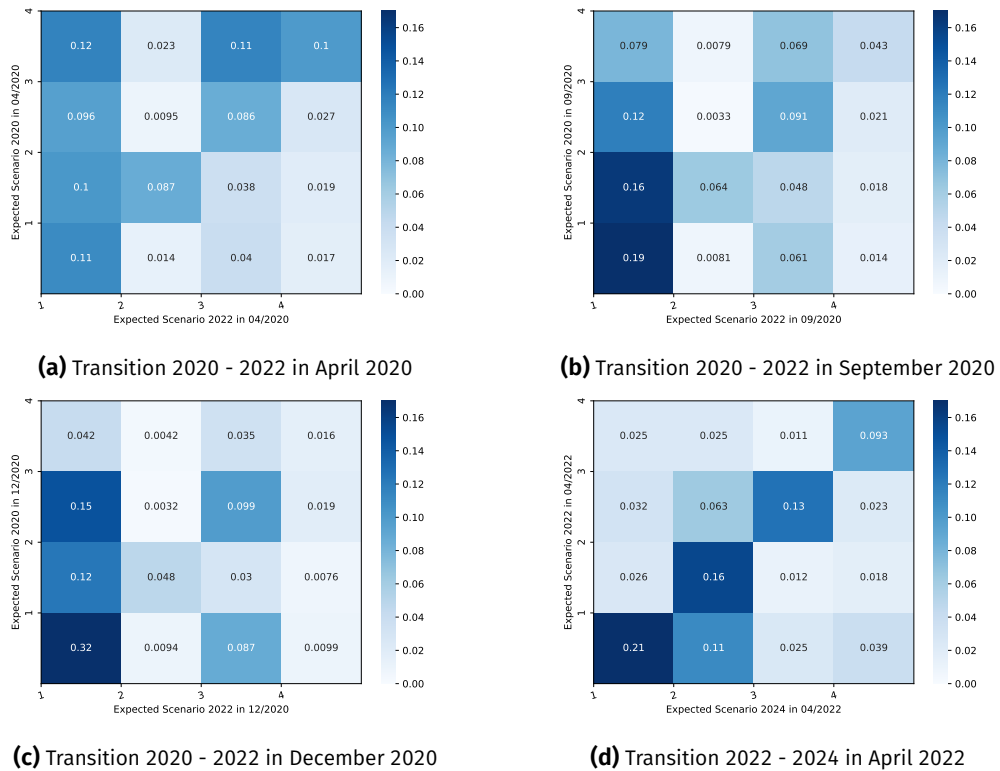 4
0.12 0.023 0.11 0.1
3
0.096 0.0095 0.086 0.027
2
0.1 0.087 0.038 0.019
1
0.11 0.014 0.04 0.017
1 2 3 4
Expected Scenario 2020 in 04/2020
Expected Scenario 2022 in 04/2020
0.16
0.14
0.12
0.10
0.08
0.06
0.04
0.02
0.00
(a) Transition 2020 - 2022 in April 2020
4
0.079 0.0079 0.069 0.043
3
0.12 0.0033 0.091 0.021
2
0.16 0.064 0.048 0.018
1
0.19 0.0081 0.061 0.014
1 2 3 4
Expected Scenario 2020 in 09/2020
Expected Scenario 2022 in 09/2020
0.16
0.14
0.12
0.10
0.08
0.06
0.04
0.02
0.00
(b) Transition 2020 - 2022 in September 2020
4
0.042 0.0042 0.035 0.016
3
0.15 0.0032 0.099 0.019
2
0.12 0.048 0.03 0.0076
1
0.32 0.0094 0.087 0.0099
1 2 3 4
Expected Scenario 2020 in 12/2020
Expected Scenario 2022 in 12/2020
0.16
0.14
0.12
0.10
0.08
0.06
0.04
0.02
0.00
(c) Transition 2020 - 2022 in December 2020
4
0.025 0.025 0.011 0.093
3
0.032 0.063 0.13 0.023
2
0.026 0.16 0.012 0.018
1
0.21 0.11 0.025 0.039
1 2 3 4
Expected Scenario 2022 in 04/2022
Expected Scenario 2024 in 04/2022
0.16
0.14
0.12
0.10
0.08
0.06
0.04
0.02
0.00
(d) Transition 2022 - 2024 in April 2022